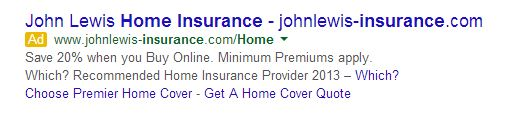 John Lewis Home Insurance - johnlewis-insurance.com
Ad www.johnlewis-insurance.com/Home
Save 20% when you Buy Online. Minimum Premiums apply.
Which? Recommended Home Insurance Provider 2013 – Which?
Choose Premier Home Cover - Get A Home Cover Quote